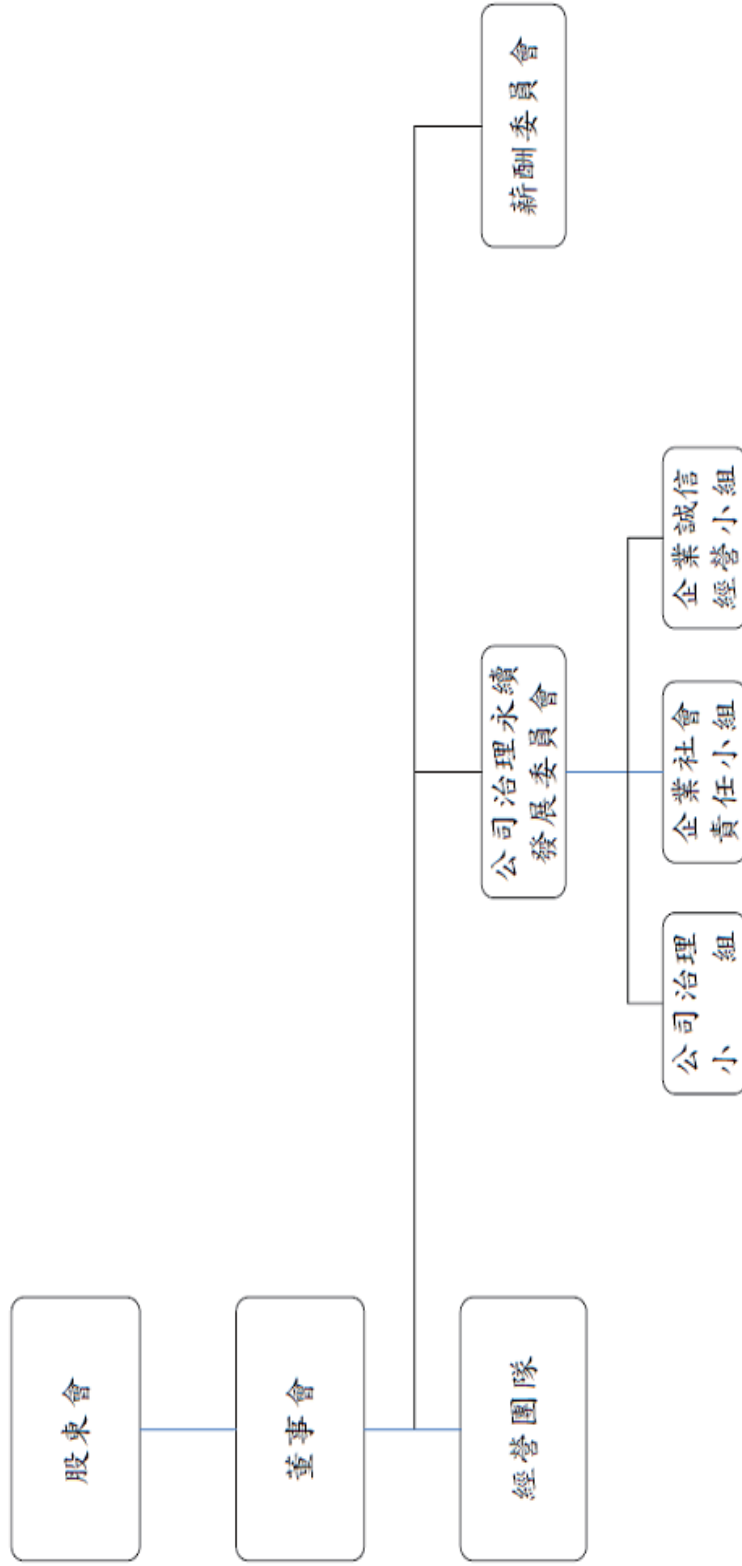 股東會
董事會
經營團隊
公司治理永續
發展委員會
薪酬委員會
公司治理
小組
企業社會
責任小組
企業誠信
經營小組